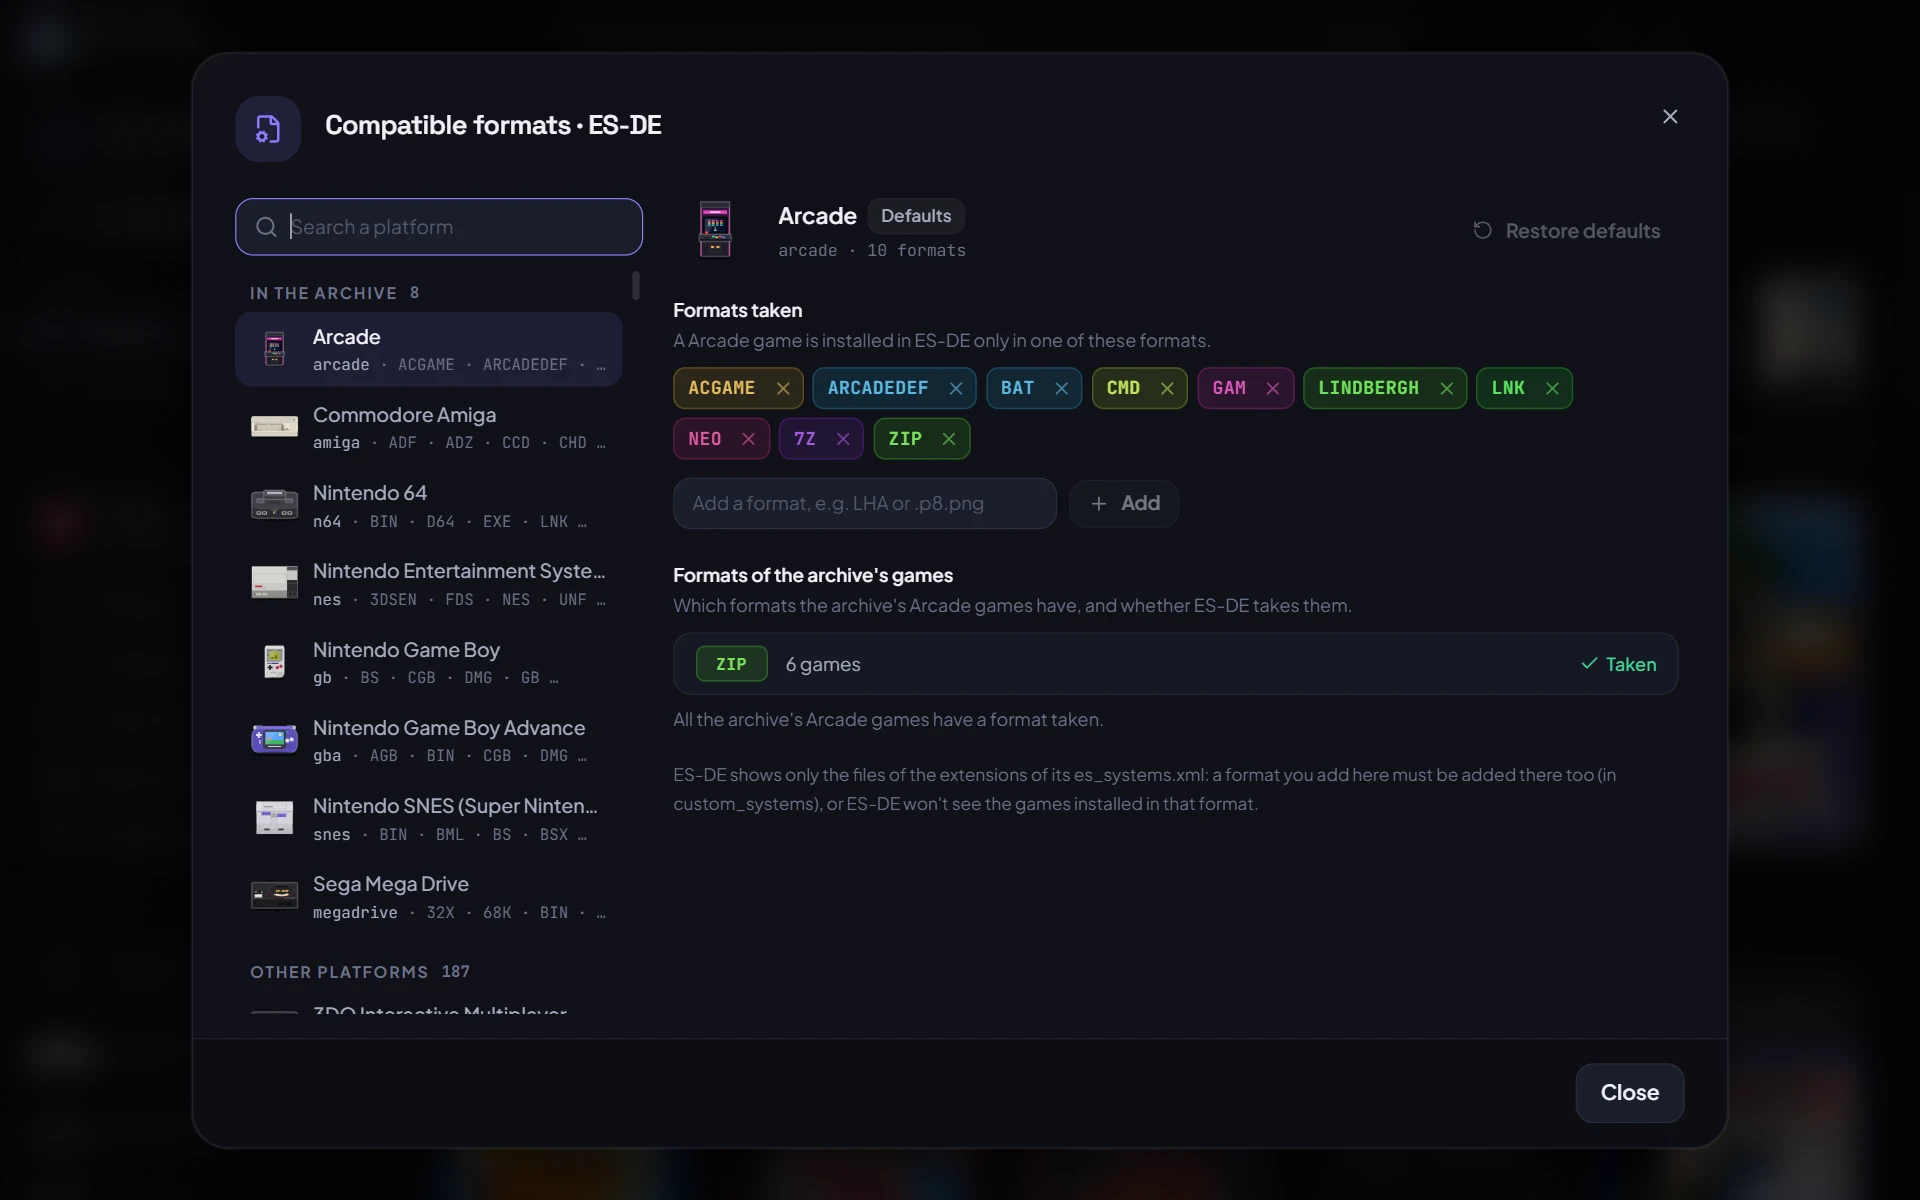 Compatible formats · ES-DE
Search a platform
IN THE ARCHIVE 8
Arcade
arcade · ACGAME · ARCADEDEF · …
Commodore Amiga
amiga · ADF · ADZ · CCD · CHD …
Nintendo 64
n64 · BIN · D64 · EXE · LNK …
Nintendo Entertainment Syste…
nes · 3DSEN · FDS · NES · UNF …
Nintendo Game Boy
gb · BS · CGB · DMG · GB …
Nintendo Game Boy Advance
gba · AGB · BIN · CGB · DMG …
Nintendo SNES (Super Ninten…
snes · BIN · BML · BS · BSX …
Sega Mega Drive
megadrive · 32X · 68K · BIN · …
OTHER PLATFORMS 187
3DO Interactive Multiplayer
Arcade Defaults
arcade · 10 formats
Restore defaults
Formats taken
A Arcade game is installed in ES-DE only in one of these formats.
ACGAME ARCADEDEF BAT CMD GAM LINDBERGH LNK
NEO 7Z ZIP
Add a format, e.g. LHA or .p8.png
Add
Formats of the archive's games
Which formats the archive's Arcade games have, and whether ES-DE takes them.
ZIP 6 games Taken
All the archive's Arcade games have a format taken.
ES-DE shows only the files of the extensions of its es_systems.xml: a format you add here must be added there too (in
custom_systems), or ES-DE won't see the games installed in that format.
Close